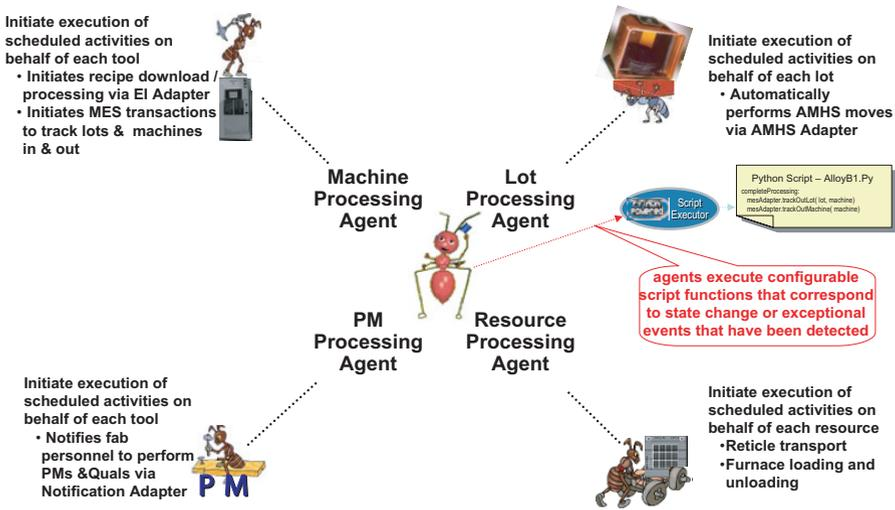 Initiate execution of
scheduled activities on
behalf of each tool
• Initiates recipe download /
processing via EI Adapter
• Initiates MES transactions
to track lots & machines
in & out
Initiate execution of
scheduled activities on
behalf of each lot
• Automatically
performs AMHS moves
via AMHS Adapter
Machine
Processing
Agent
Lot
Processing
Agent
Script
Executor
Python Script – AlloyB1.Py
completeProcessing:
mesAdapter.trackOutLot( lot, machine)
mesAdapter.trackOutMachine( machine)
agents execute configurable
script functions that correspond
to state change or exceptional
events that have been detected
PM
Processing
Agent
Resource
Processing
Agent
Initiate execution of
scheduled activities on
behalf of each tool
• Notifies fab
personnel to perform
PMs &Quals via
Notification Adapter
P M
Initiate execution of
scheduled activities on
behalf of each resource
•Reticle transport
•Furnace loading and
unloading